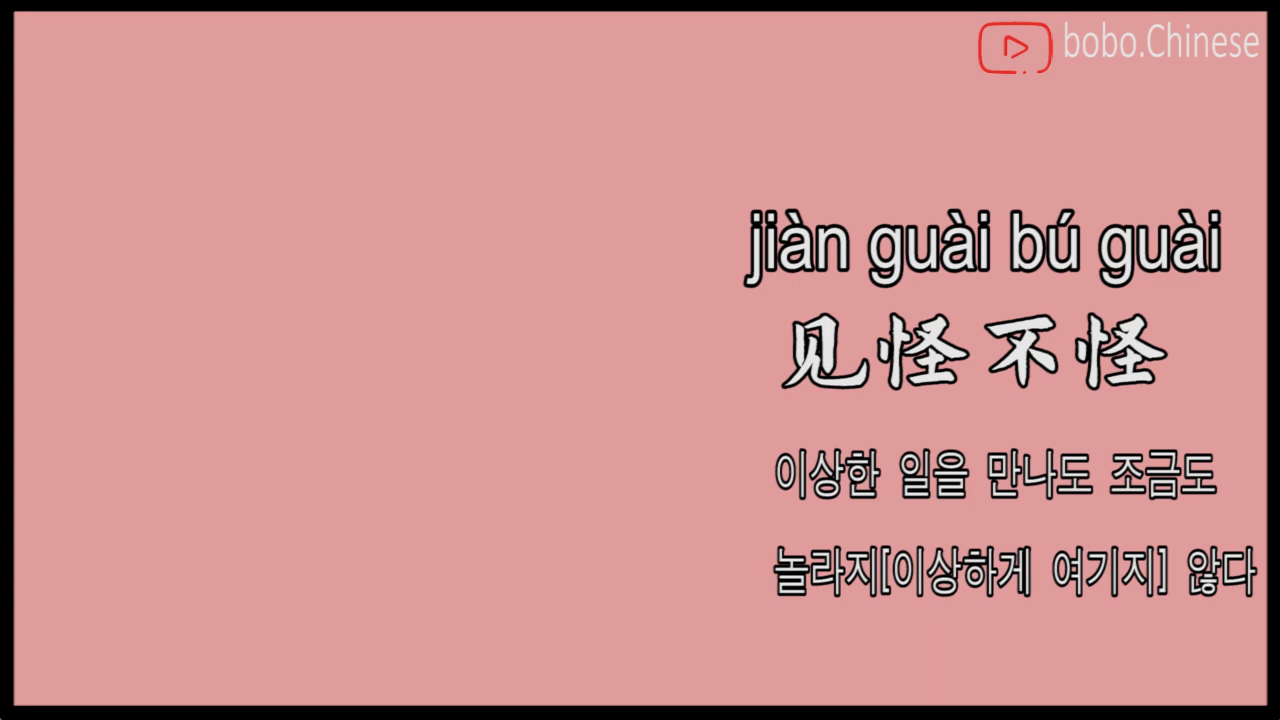 bobo.Chinese
jiàn guài bú guài
见怪不怪
이상한 일을 만나도 조금도
놀라지[이상하게 여기지] 않다